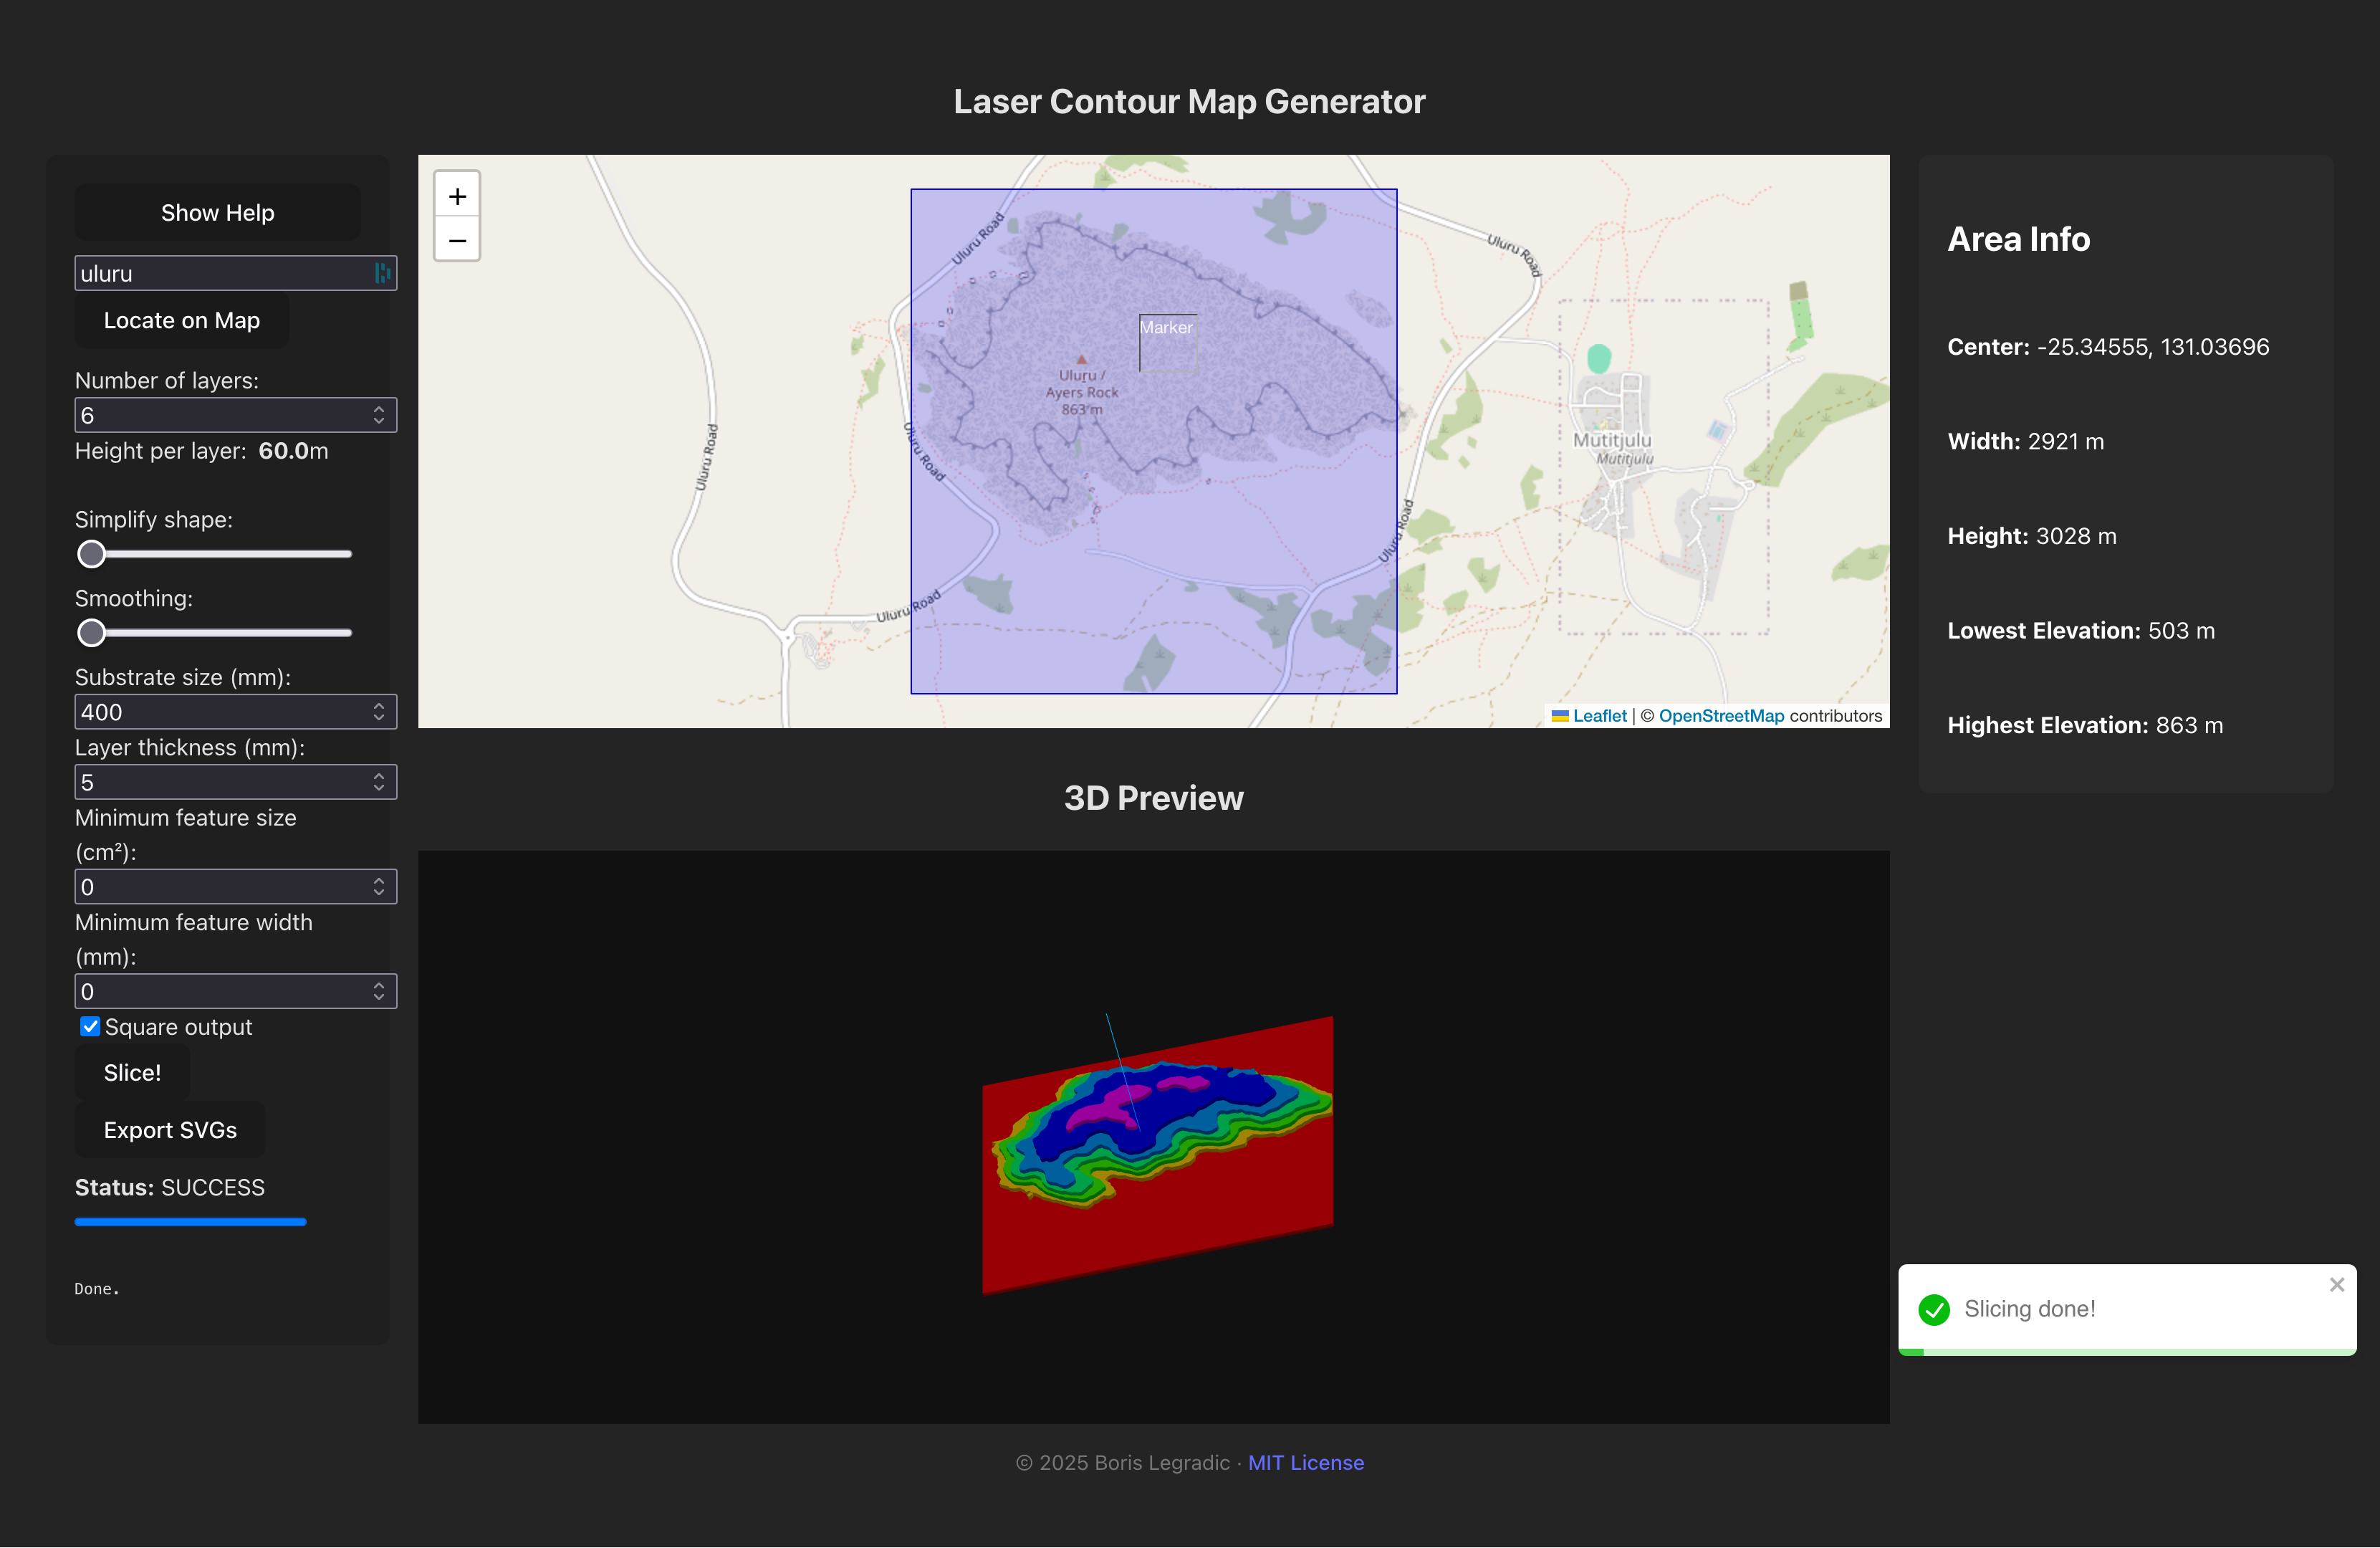 Laser Contour Map Generator
Show Help
uluru
Locate on Map
Number of layers:
6
Height per layer: 60.0m
Simplify shape:
Smoothing:
Substrate size (mm):
400
Layer thickness (mm):
5
Minimum feature size
(cm²):
0
Minimum feature width
(mm):
0
Square output
Slice!
Export SVGs
Status: SUCCESS
Done.
+
−
Uluru Road
Uluru Road
Marker
Uluru /
Ayers Rock
863 m
Uluru Road
Uluru Road
Mutitjulu
Mutitjulu
Uluru Road
Uluru Road
Leaflet | © OpenStreetMap contributors
3D Preview
Area Info
Center: -25.34555, 131.03696
Width: 2921 m
Height: 3028 m
Lowest Elevation: 503 m
Highest Elevation: 863 m
Slicing done!
© 2025 Boris Legradic · MIT License